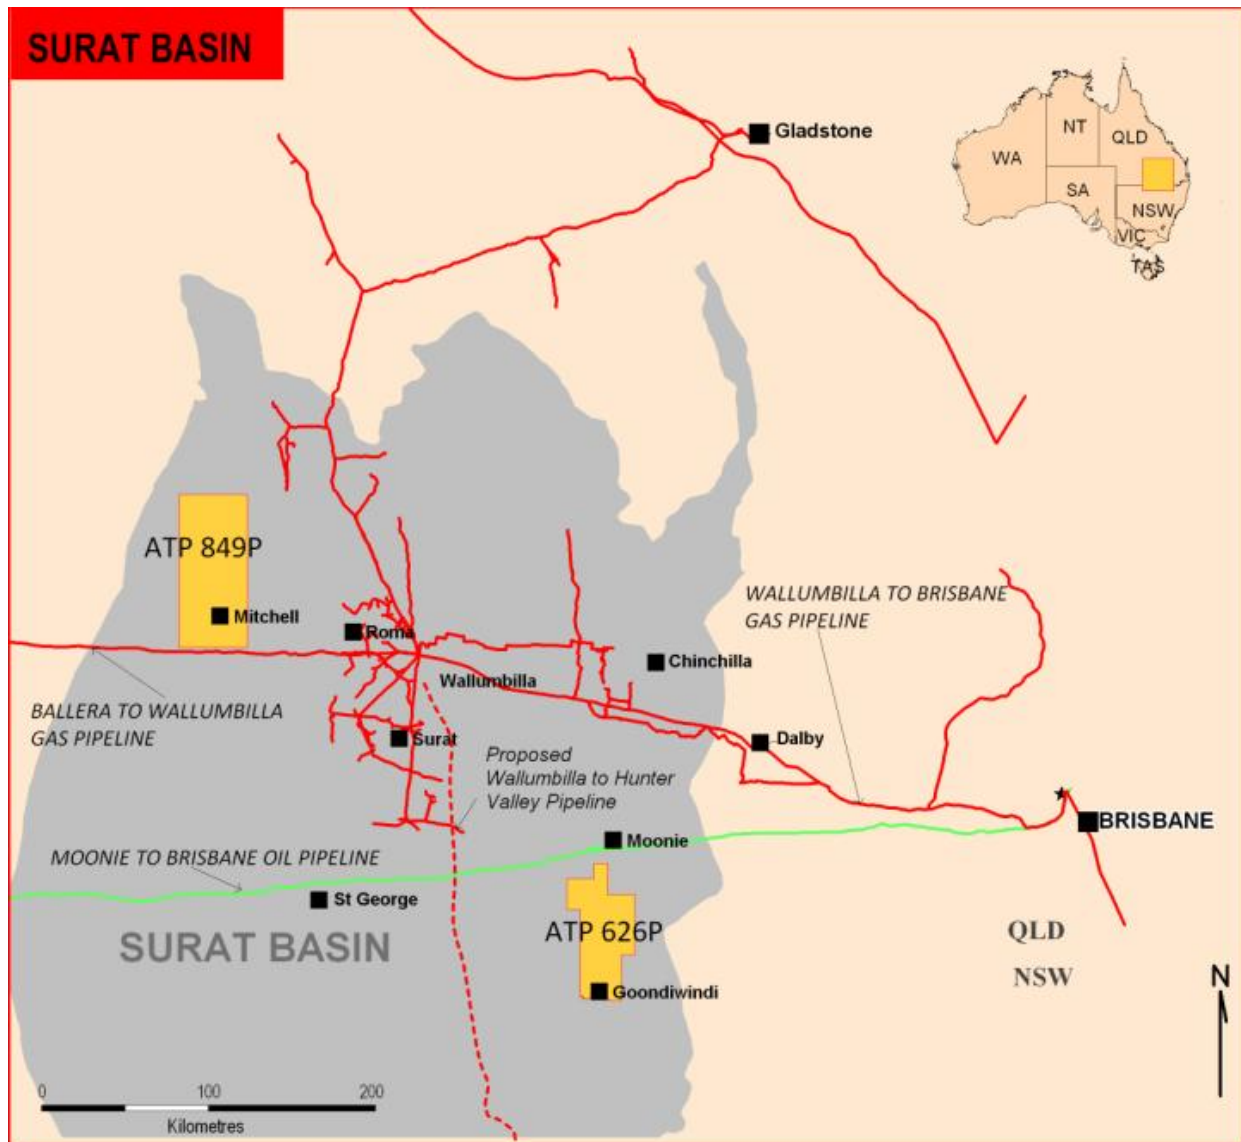 SURAT BASIN
Gladstone
NT
QLD
WA
SA
NSW
VIC
TAS
ATP 849P
Mitchell
Roma
WALLUMBILLA TO BRISBANE
GAS PIPELINE
Chinchilla
Wallumbilla
BALLERA TO WALLUMBILLA
GAS PIPELINE
Surat
Proposed
Wallumbilla to Hunter
Valley Pipeline
Dalby
BRISBANE
Moonie
MOONIE TO BRISBANE OIL PIPELINE
St George
ATP 626P
SURAT BASIN
QLD
NSW
N
Goondiwindi
0 100 200
Kilometres